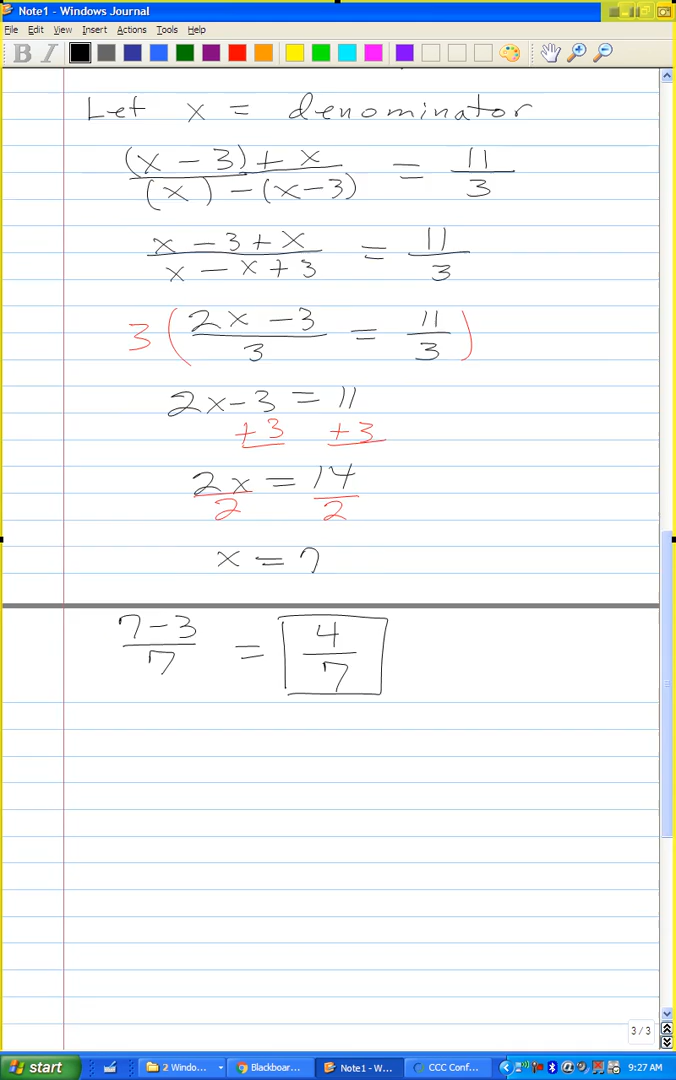 Note1 - Windows Journal
File Edit View Insert Actions Tools Help
B I
Let x = denominator
(x - 3) + x / (x) - (x - 3) = 11 / 3
x - 3 + x / x - x + 3 = 11 / 3
3 ( 2x - 3 / 3 = 11 / 3 )
2x - 3 = 11
+3 +3
2x = 14
2 2
x = 7
7 - 3 / 7 = 4 / 7
3 / 3
start 2 Windo... Blackboar... Note1 - W... CCC Conf... 9:27 AM